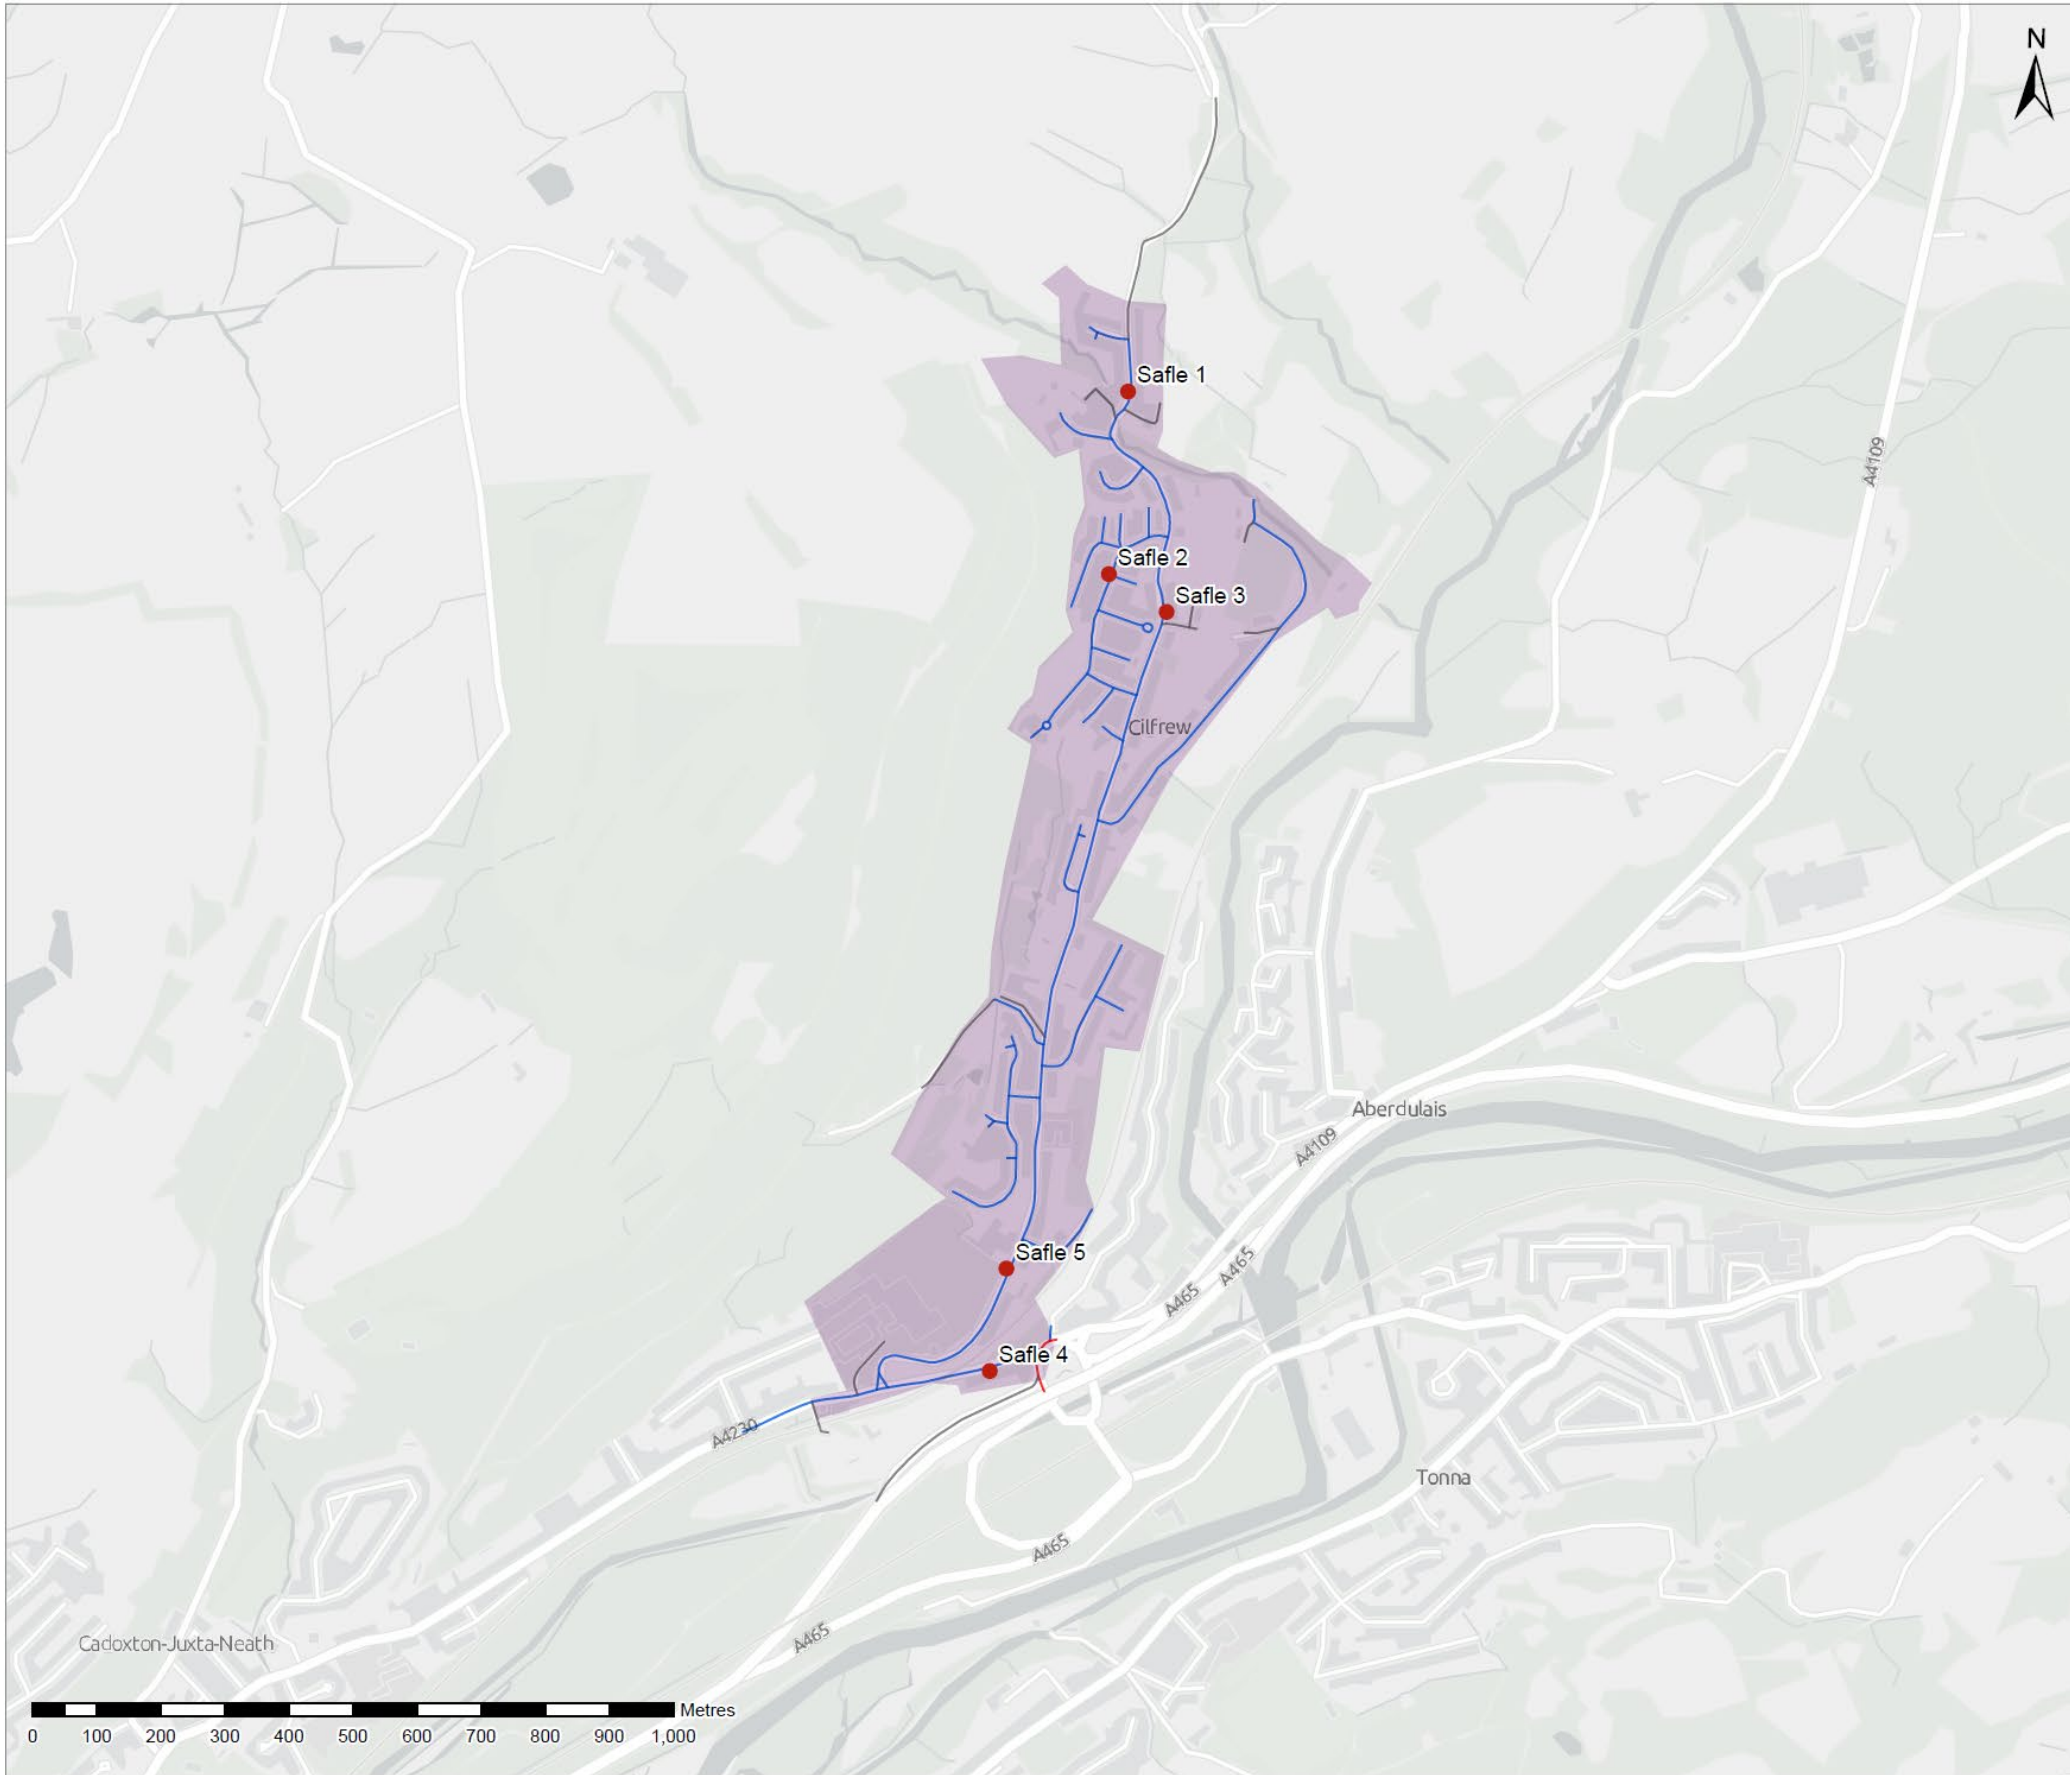 N
Safle 1
A4109
Safle 2
Safle 3
Cilfrew
Aberdulais
A4109
Safle 5
A465
A465
Safle 4
A4230
Tonna
A465
A465
Cadoxton-Juxta-Neath
Metres
0 100 200 300 400 500 600 700 800 900 1,000